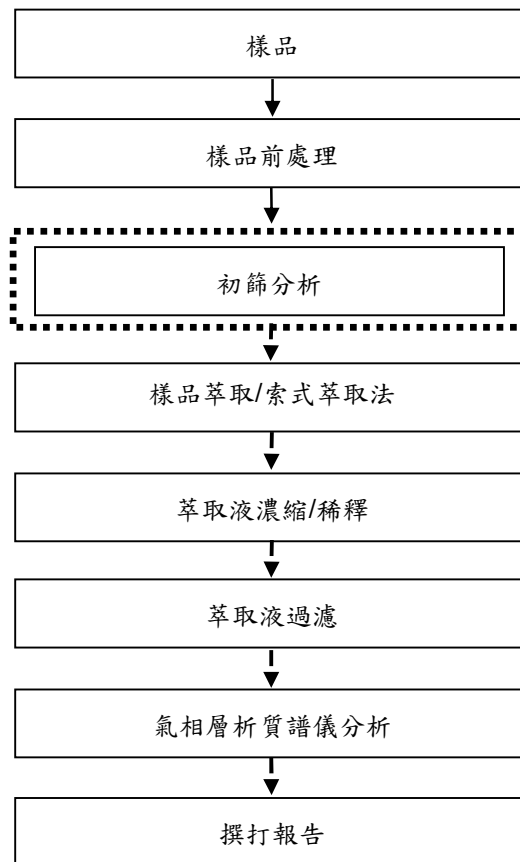 樣品
樣品前處理
初篩分析
樣品萃取/索式萃取法
萃取液濃縮/稀釋
萃取液過濾
氣相層析質譜儀分析
撰打報告